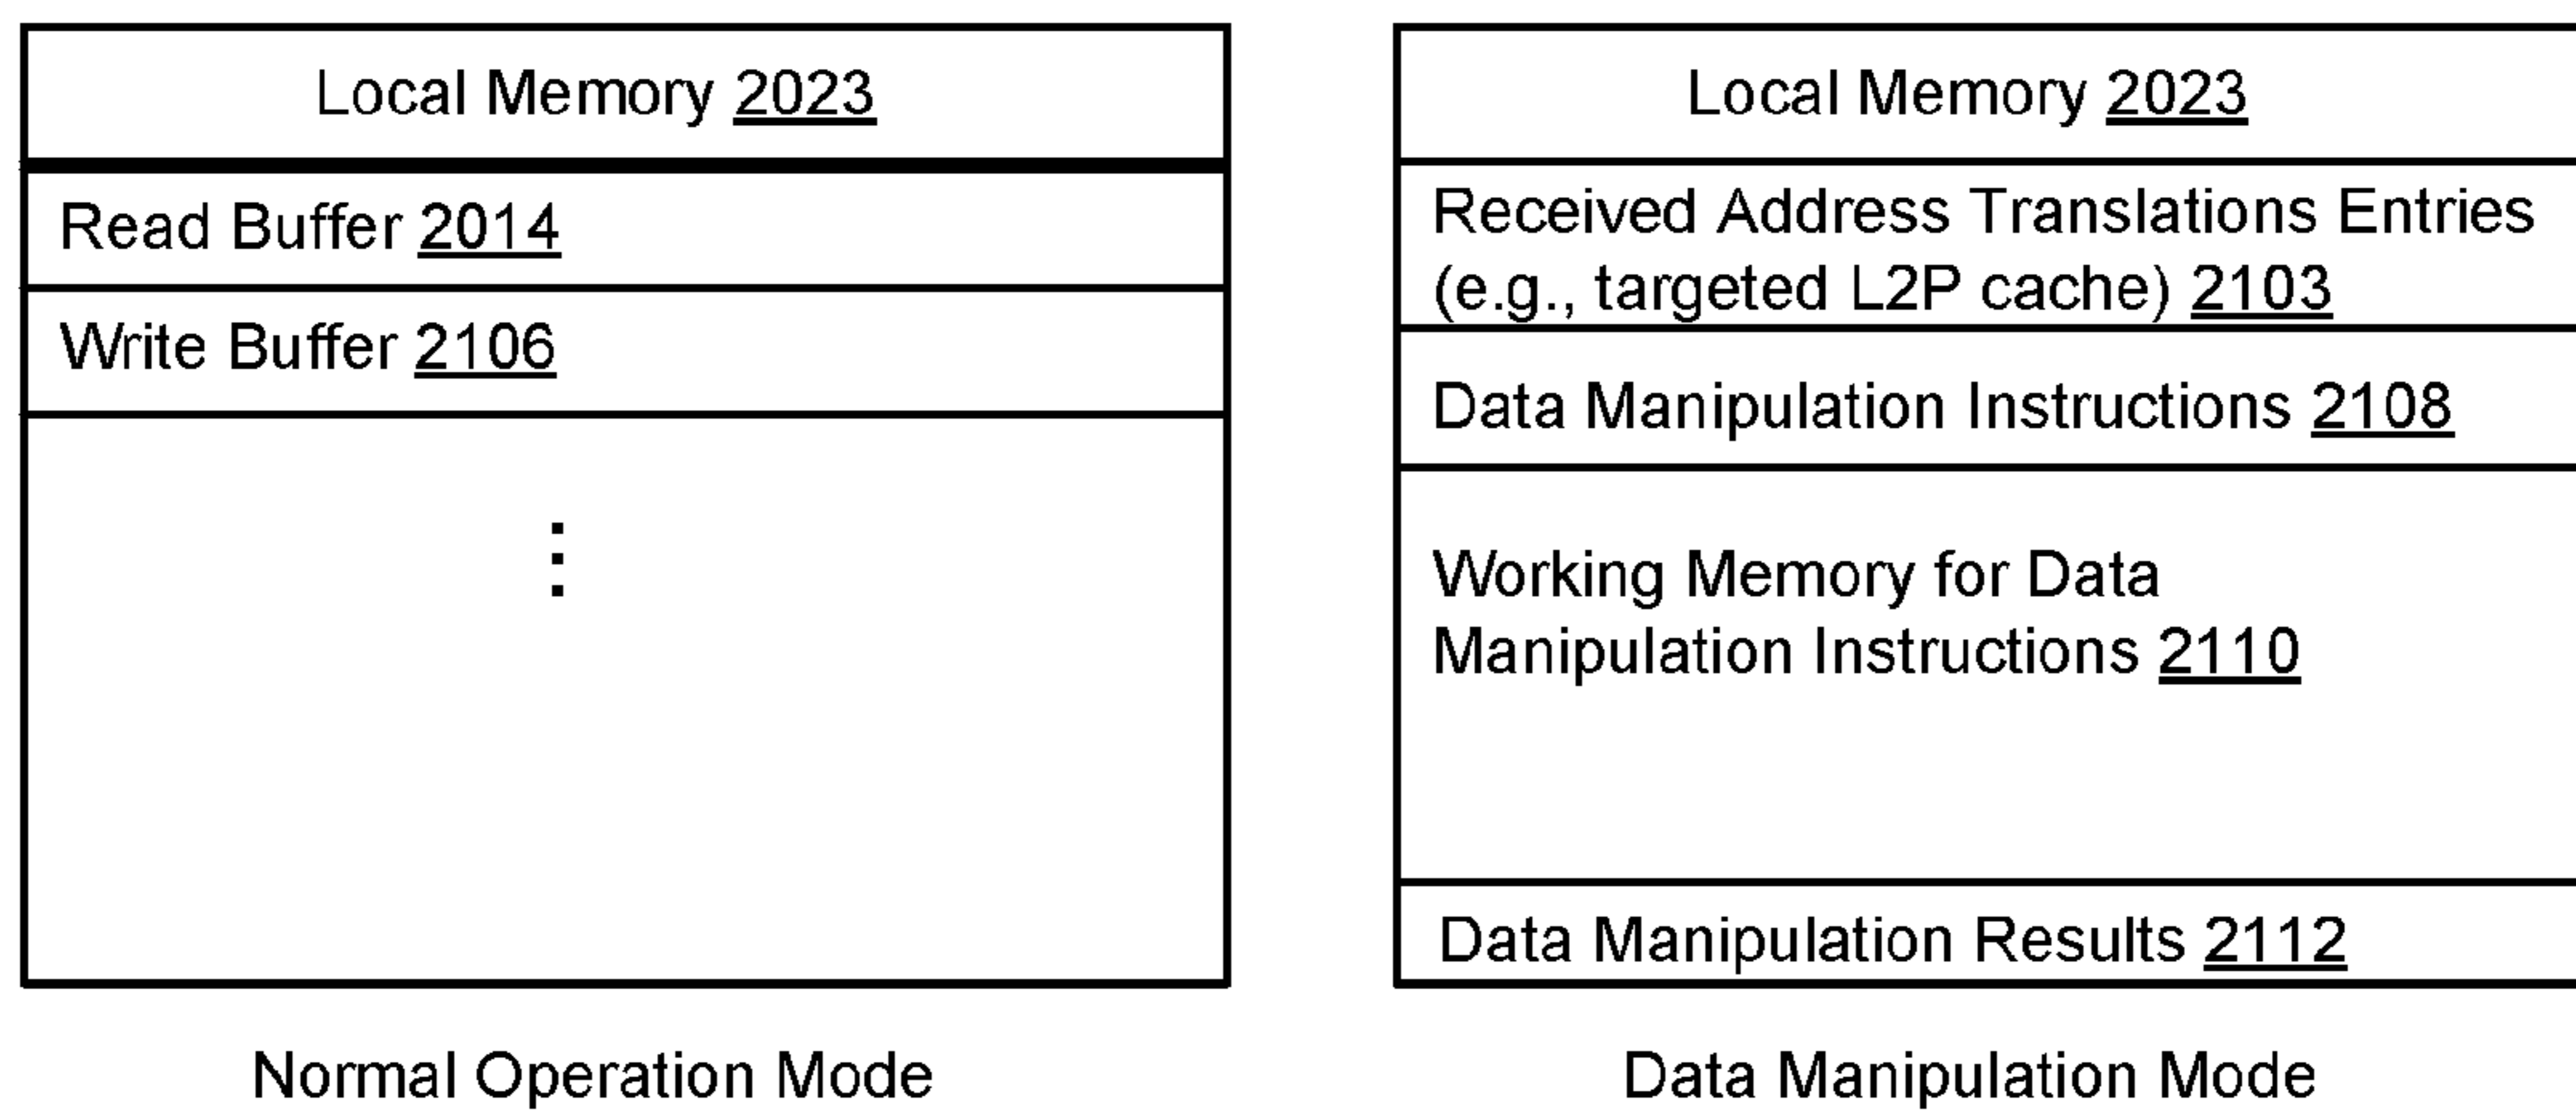 Local Memory 2023
Read Buffer 2014
Write Buffer 2106
Normal Operation Mode
Local Memory 2023
Received Address Translations Entries
(e.g., targeted L2P cache) 2103
Data Manipulation Instructions 2108
Working Memory for Data
Manipulation Instructions 2110
Data Manipulation Results 2112
Data Manipulation Mode